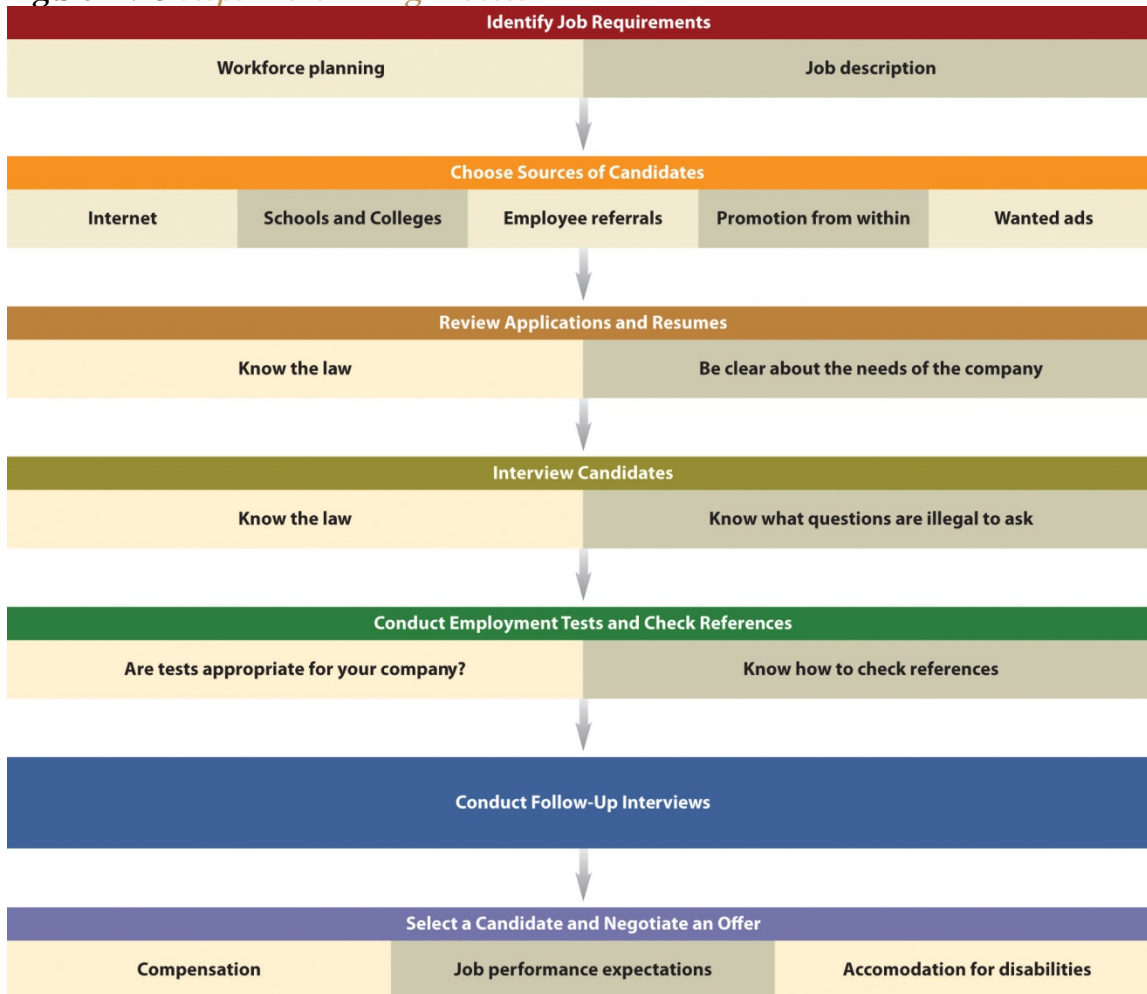 Identify Job Requirements
Workforce planning
Job description
Choose Sources of Candidates
Internet
Schools and Colleges
Employee referrals
Promotion from within
Wanted ads
Review Applications and Resumes
Know the law
Be clear about the needs of the company
Interview Candidates
Know the law
Know what questions are illegal to ask
Conduct Employment Tests and Check References
Are tests appropriate for your company?
Know how to check references
Conduct Follow-Up Interviews
Select a Candidate and Negotiate an Offer
Compensation
Job performance expectations
Accomodation for disabilities